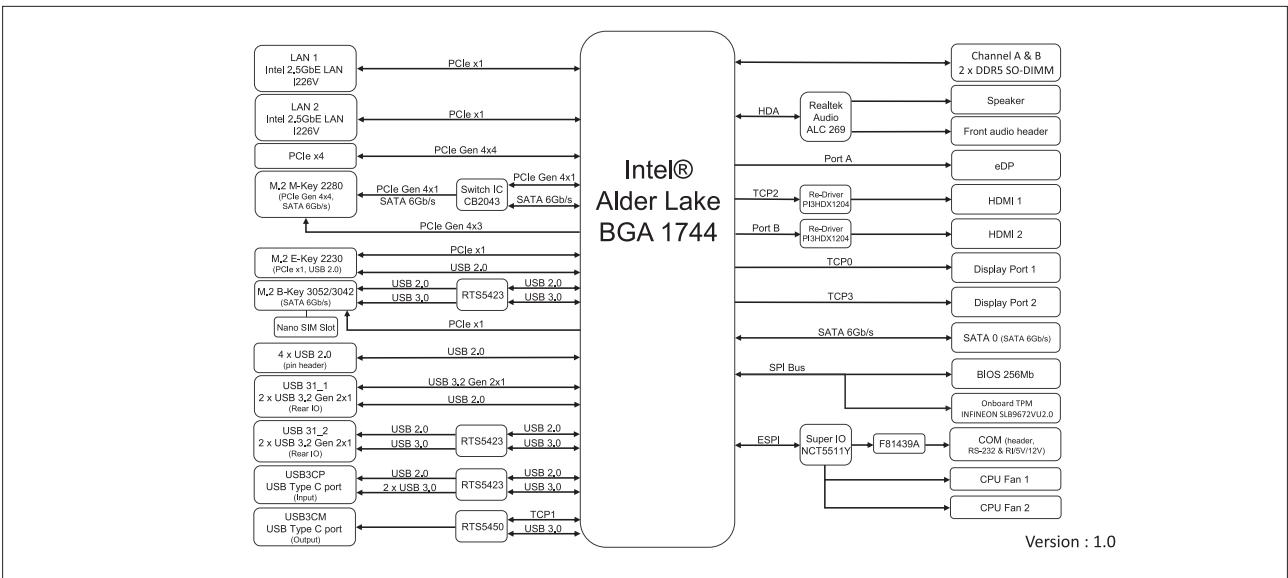 LAN 1
Intel 2.5GbE LAN
I226V
PCIe x1
LAN 2
Intel 2.5GbE LAN
I226V
PCIe x1
PCIe x4
PCIe Gen 4x4
M.2 M-Key 2280
(PCIe Gen 4x4,
SATA 6Gb/s)
PCIe Gen 4x1
SATA 6Gb/s
Switch IC
CB2043
PCIe Gen 4x1
SATA 6Gb/s
PCIe Gen 4x3
M.2 E-Key 2230
(PCIe x1, USB 2.0)
PCIe x1
USB 2.0
M.2 B-Key 3052/3042
(SATA 6Gb/s)
USB 2.0
USB 3.0
RTS5423
USB 2.0
USB 3.0
Nano SIM Slot
PCIe x1
4 x USB 2.0
(pin header)
USB 2.0
USB 31_1
2 x USB 3.2 Gen 2x1
(Rear IO)
USB 3.2 Gen 2x1
USB 2.0
USB 31_2
2 x USB 3.2 Gen 2x1
(Rear IO)
USB 2.0
USB 3.0
RTS5423
USB 2.0
USB 3.0
USB3CP
USB Type C port
(Input)
USB 2.0
2 x USB 3.0
RTS5423
USB 2.0
USB 3.0
USB3CM
USB Type C port
(Output)
RTS5450
TCP1
USB 3.0
Intel®
Alder Lake
BGA 1744
Channel A & B
2 x DDR5 SO-DIMM
HDA
Realtek
Audio
ALC 269
Speaker
Front audio header
Port A
eDP
TCP2
Re-Driver
PI3HDX1204
HDMI 1
Port B
Re-Driver
PI3HDX1204
HDMI 2
TCP0
Display Port 1
TCP3
Display Port 2
SATA 6Gb/s
SATA 0 (SATA 6Gb/s)
SPI Bus
BIOS 256Mb
Onboard TPM
INFINEON SLB9672VU2.0
ESPI
Super IO
NCT5511Y
F81439A
COM (header,
RS-232 & RI/5V/12V)
CPU Fan 1
CPU Fan 2
Version : 1.0